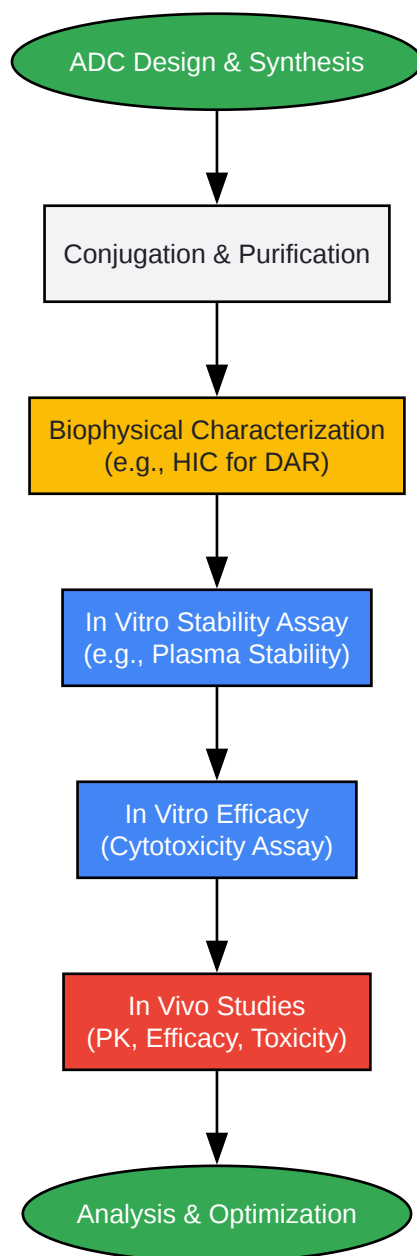 ADC Design & Synthesis
Conjugation & Purification
Biophysical Characterization
(e.g., HIC for DAR)
In Vitro Stability Assay
(e.g., Plasma Stability)
In Vitro Efficacy
(Cytotoxicity Assay)
In Vivo Studies
(PK, Efficacy, Toxicity)
Analysis & Optimization